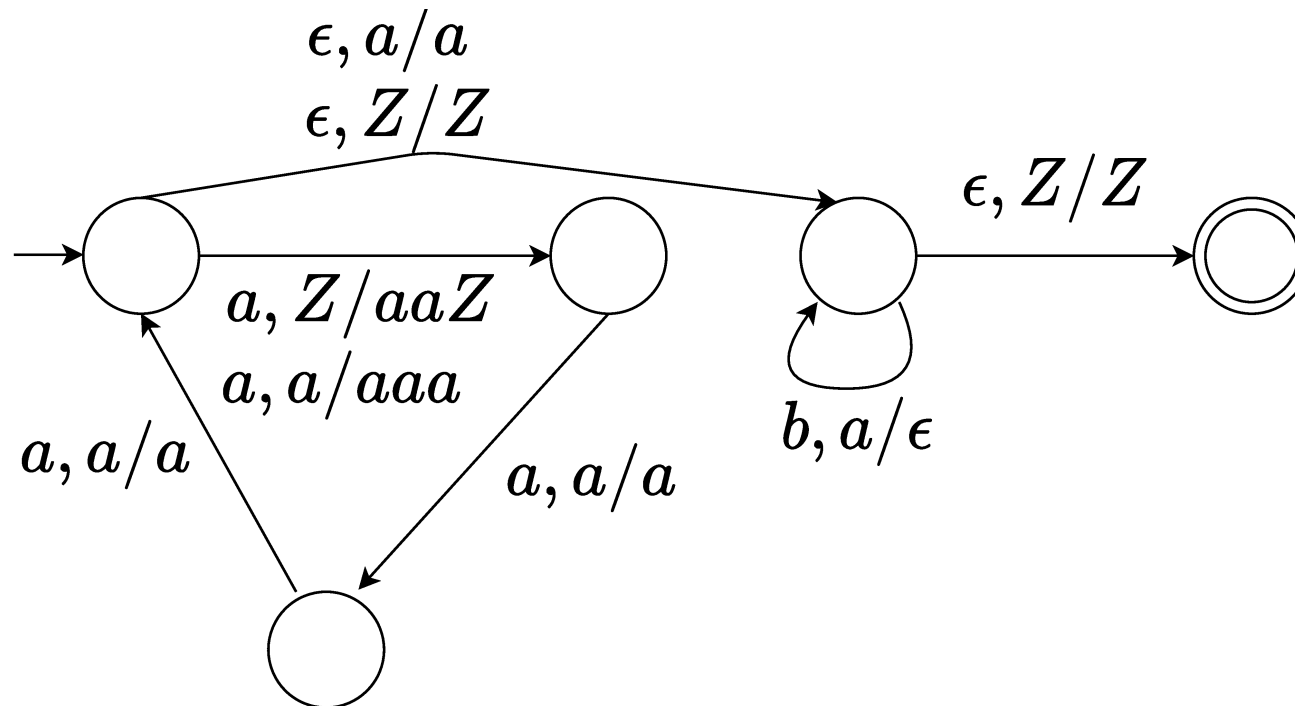 ϵ, a/a
ϵ, Z/Z
ϵ, Z/Z
a, Z/aaZ
a, a/aaa
a, a/a
a, a/a
b, a/ϵ